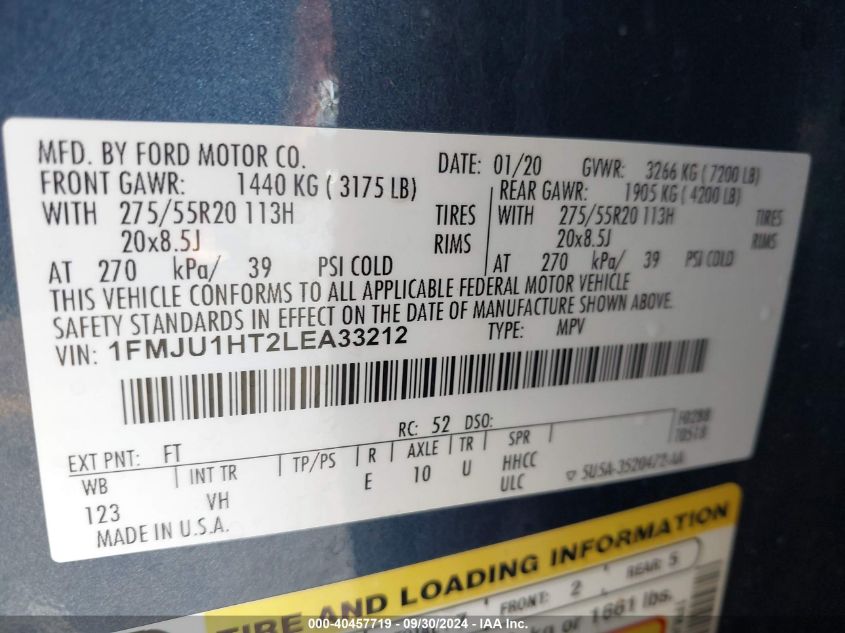 MFD. BY FORD MOTOR CO.
DATE: 01/20 GVWR: 3266 KG ( 7200 LB)
FRONT GAWR: 1440 KG ( 3175 LB)
REAR GAWR: 1905 KG ( 4200 LB)
WITH 275/55R20 113H TIRES
WITH 275/55R20 113H TIRES
20x8.5J RIMS
20x8.5J RIMS
AT 270 kPa/ 39 PSI COLD
AT 270 kPa/ 39 PSI COLD
THIS VEHICLE CONFORMS TO ALL APPLICABLE FEDERAL MOTOR VEHICLE
SAFETY STANDARDS IN EFFECT ON THE DATE OF MANUFACTURE SHOWN ABOVE.
VIN: 1FMJU1HT2LEA33212 TYPE: MPV
RC: 52 DSO:
EXT PNT: FT
WB INT TR TP/PS R AXLE TR SPR
123 VH E 10 U HHCC
ULC
MADE IN U.S.A.
TIRE AND LOADING INFORMATION
FRONT: 2 REAR: 5
kg or 1661 lbs.
000-40457719 - 09/30/2024 - IAA Inc.